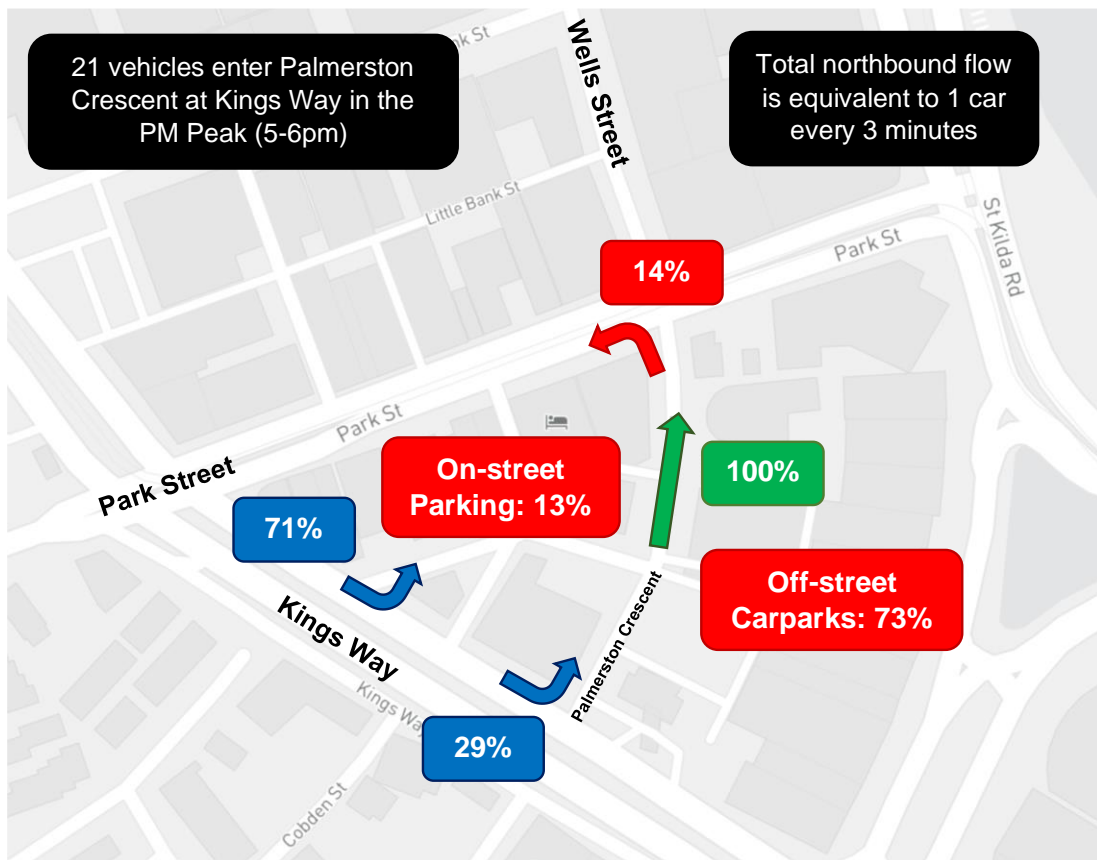 21 vehicles enter Palmerston
Crescent at Kings Way in the
PM Peak (5-6pm)
nk St
Wells Street
Total northbound flow
is equivalent to 1 car
every 3 minutes
Little Bank St
St Kilda Rd
Park St
14%
Park St
On-street
Parking: 13%
100%
Park Street
71%
Off-street
Carparks: 73%
Kings Way
Palmerston Crescent
Kings Way
29%
Cobden St